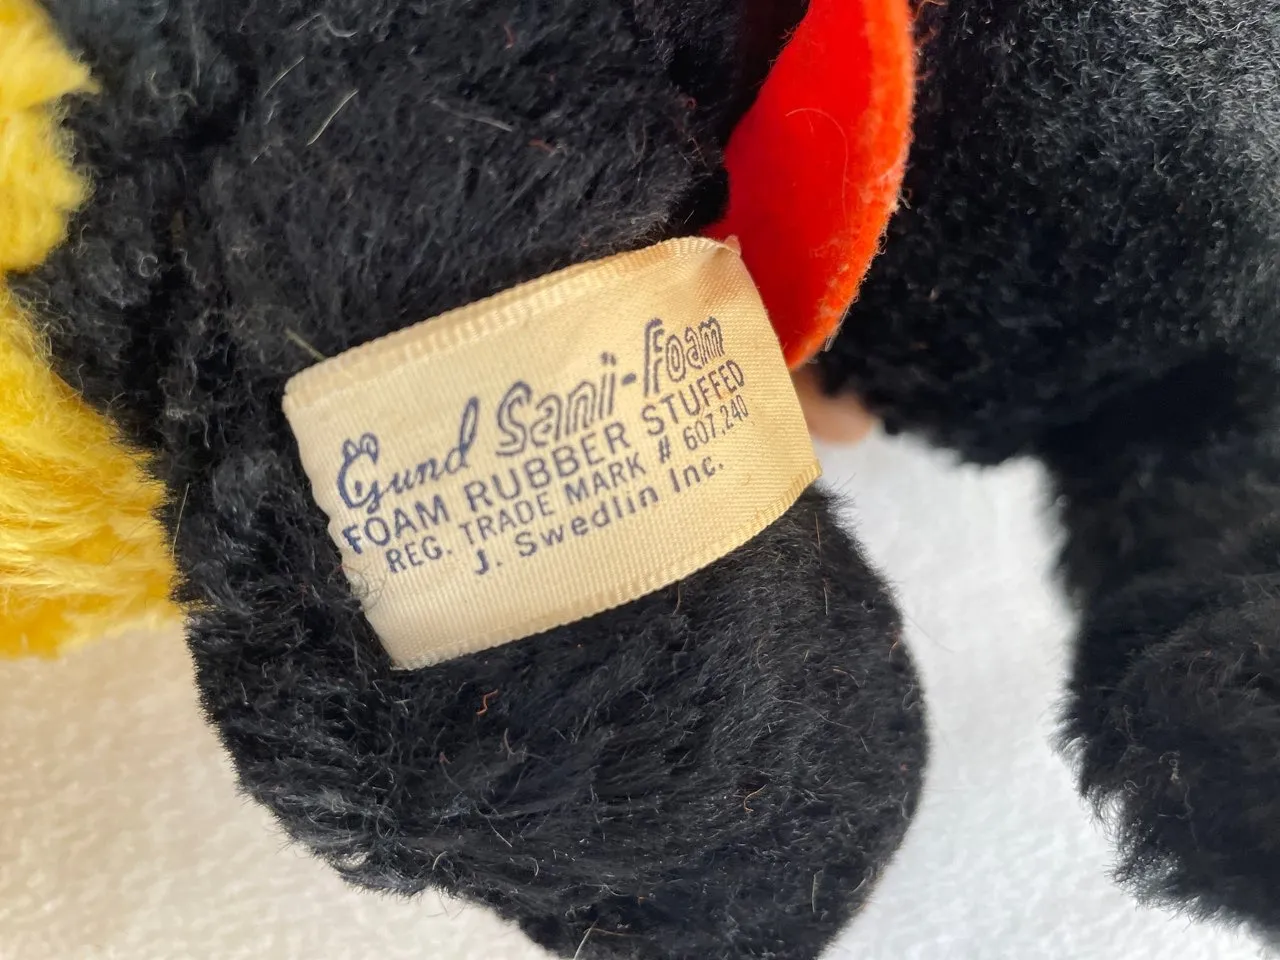 Gund Sani-Foam
FOAM RUBBER STUFFED
REG. TRADE MARK # 607,240
J. Swedlin Inc.